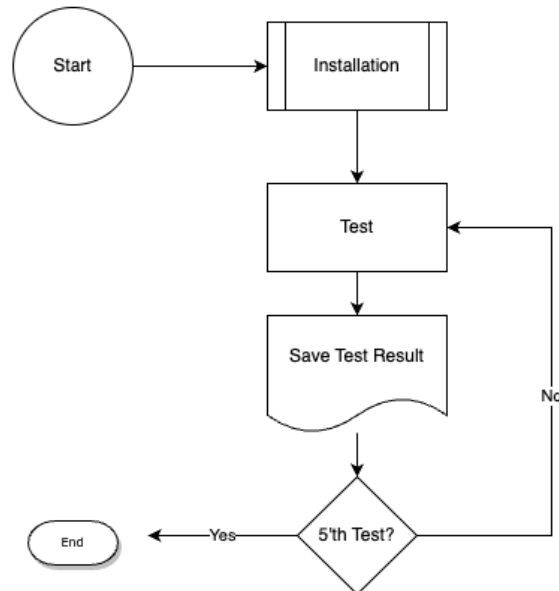 Start
Installation
Test
Save Test Result
No
5'th Test?
Yes
End